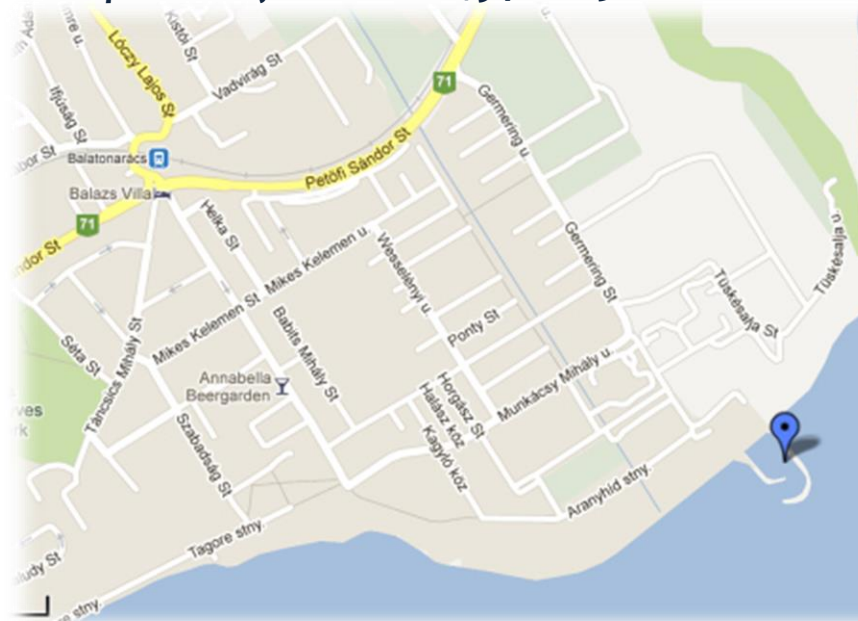 Kistói St
Lóczy Lajos St
Vadvirág St
Ifjúság St
71
Germering u.
Balatonarács
Petőfi Sándor St
Balazs Villa
71
Helka St
Mikes Kelemen u.
Wesselényi u.
Germering St
Tüskésalja u.
Tüskésalja St
Mikes Kelemen St
Babits Mihály St
Ponty St
Séta St
Táncsics Mihály St
Annabella
Beergarden
Horgász St
Halász köz
Kagyló köz
Munkácsy Mihály u.
Szabadság St
Aranyhíd stny.
Tagore stny.